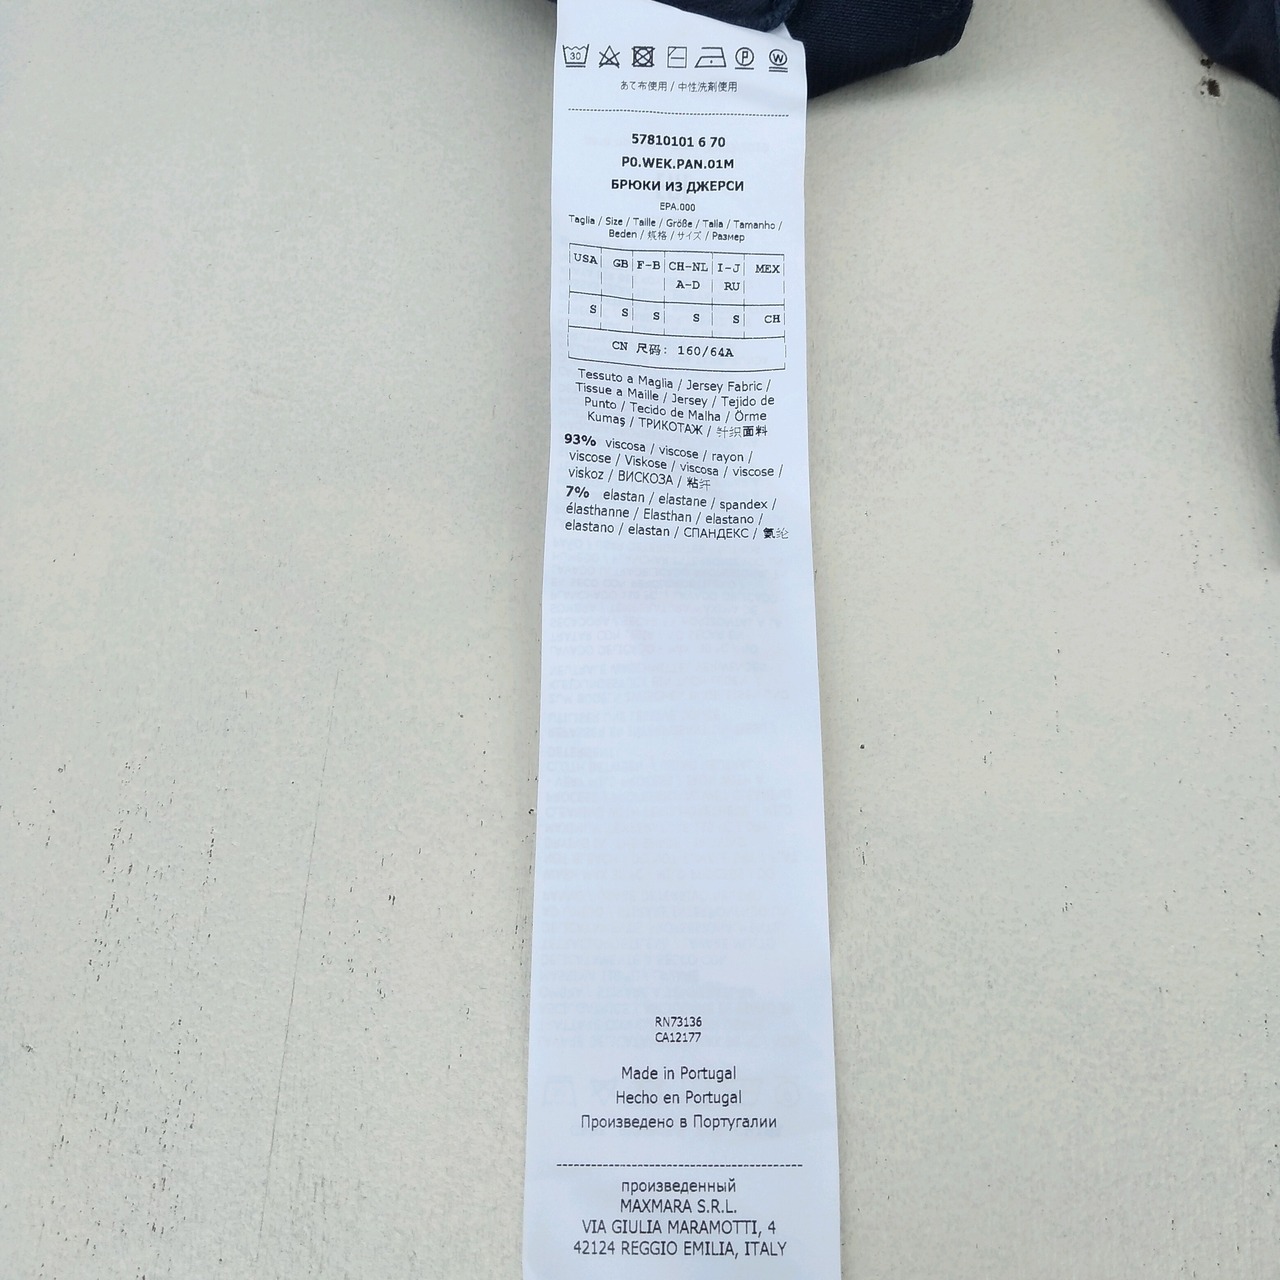 30 P W
あて布使用 / 中性洗剤使用
57810101 6 70
P0.WEK.PAN.01M
БРЮКИ ИЗ ДЖЕРСИ
EPA.000
Taglia / Size / Taille / Größe / Talla / Tamanho /
Beden / 规格 / サイズ / Размер
USA GB F-B CH-NL I-J MEX
A-D RU
S S S S S CH
CN 尺码: 160/64A
Tessuto a Maglia / Jersey Fabric /
Tissue a Maille / Jersey / Tejido de
Punto / Tecido de Malha / Örme
Kumaş / ТРИКОТАЖ / 针织面料
93% viscosa / viscose / rayon /
viscose / Viskose / viscosa / viscose /
viskoz / ВИСКОЗА / 粘纤
7% elastan / elastane / spandex /
élasthanne / Elasthan / elastano /
elastano / elastan / СПАНДЕКС / 氨纶
RN73136
CA12177
Made in Portugal
Hecho en Portugal
Произведено в Португалии
произведенный
MAXMARA S.R.L.
VIA GIULIA MARAMOTTI, 4
42124 REGGIO EMILIA, ITALY